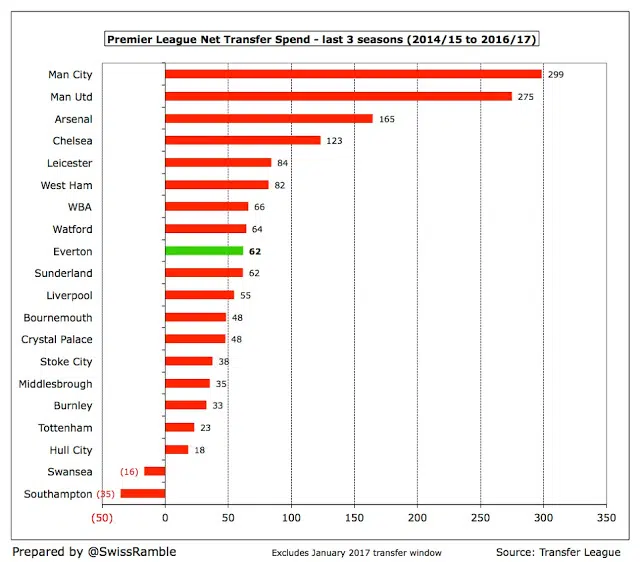 Premier League Net Transfer Spend - last 3 seasons (2014/15 to 2016/17)
Man City 299
Man Utd 275
Arsenal 165
Chelsea 123
Leicester 84
West Ham 82
WBA 66
Watford 64
Everton 62
Sunderland 62
Liverpool 55
Bournemouth 48
Crystal Palace 48
Stoke City 38
Middlesbrough 35
Burnley 33
Tottenham 23
Hull City 18
Swansea (16)
Southampton (35)
(50) 0 50 100 150 200 250 300 350
Prepared by @SwissRamble Excludes January 2017 transfer window Source: Transfer League